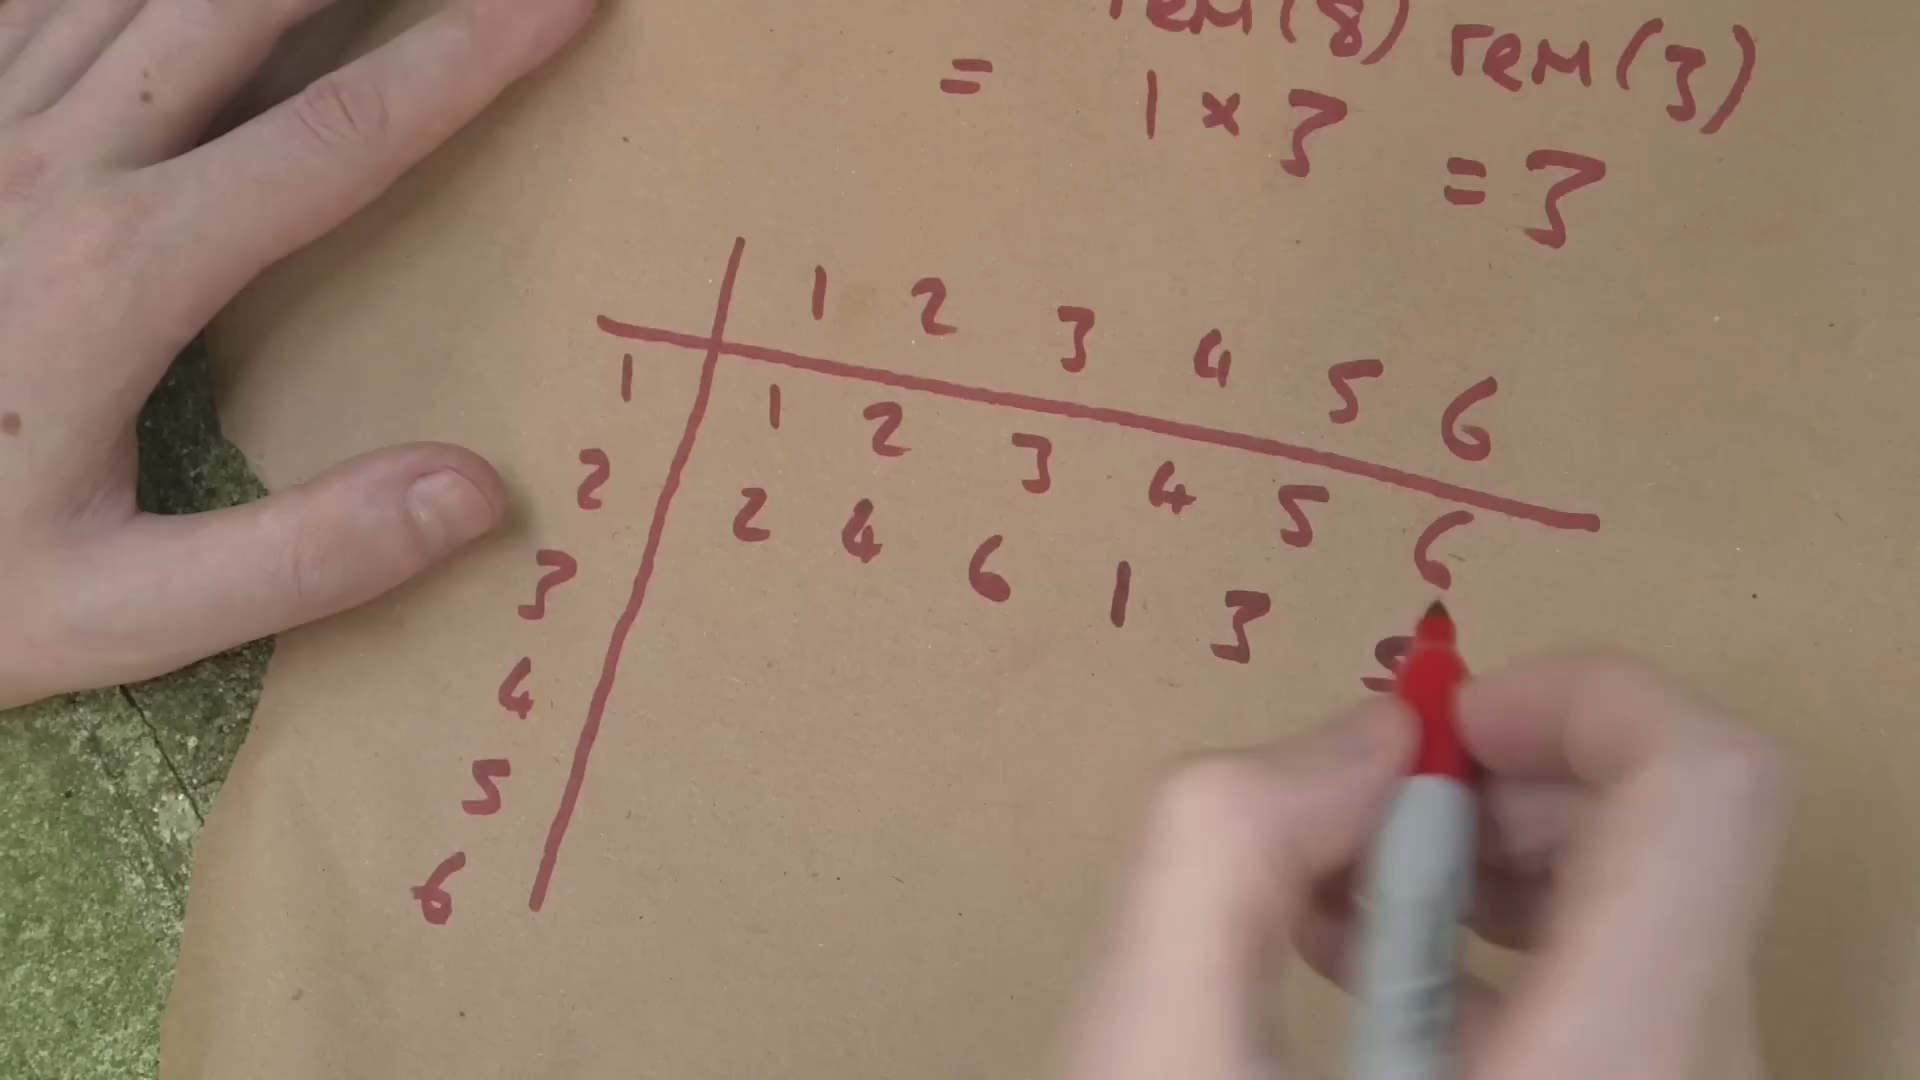 rem(8) rem(3)
= 1 × 3 = 3
1 2 3 4 5 6
1 1 2 3 4 5 6
2 2 4 6 1 3 5
3
4
5
6